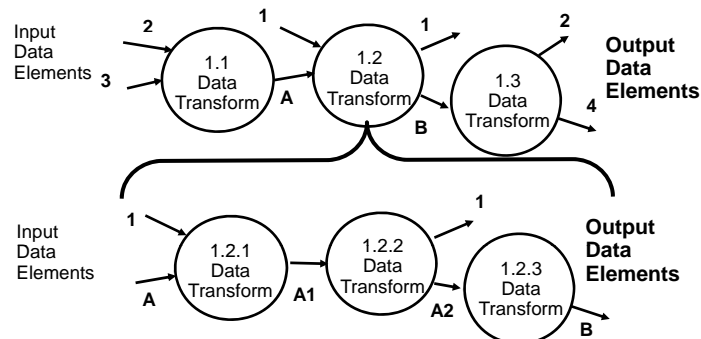 Input
Data
Elements
2
3
1.1
Data
Transform
A
1
1.2
Data
Transform
1
B
1.3
Data
Transform
2
4
Output
Data
Elements
Input
Data
Elements
1
A
1.2.1
Data
Transform
A1
1.2.2
Data
Transform
1
A2
1.2.3
Data
Transform
B
Output
Data
Elements